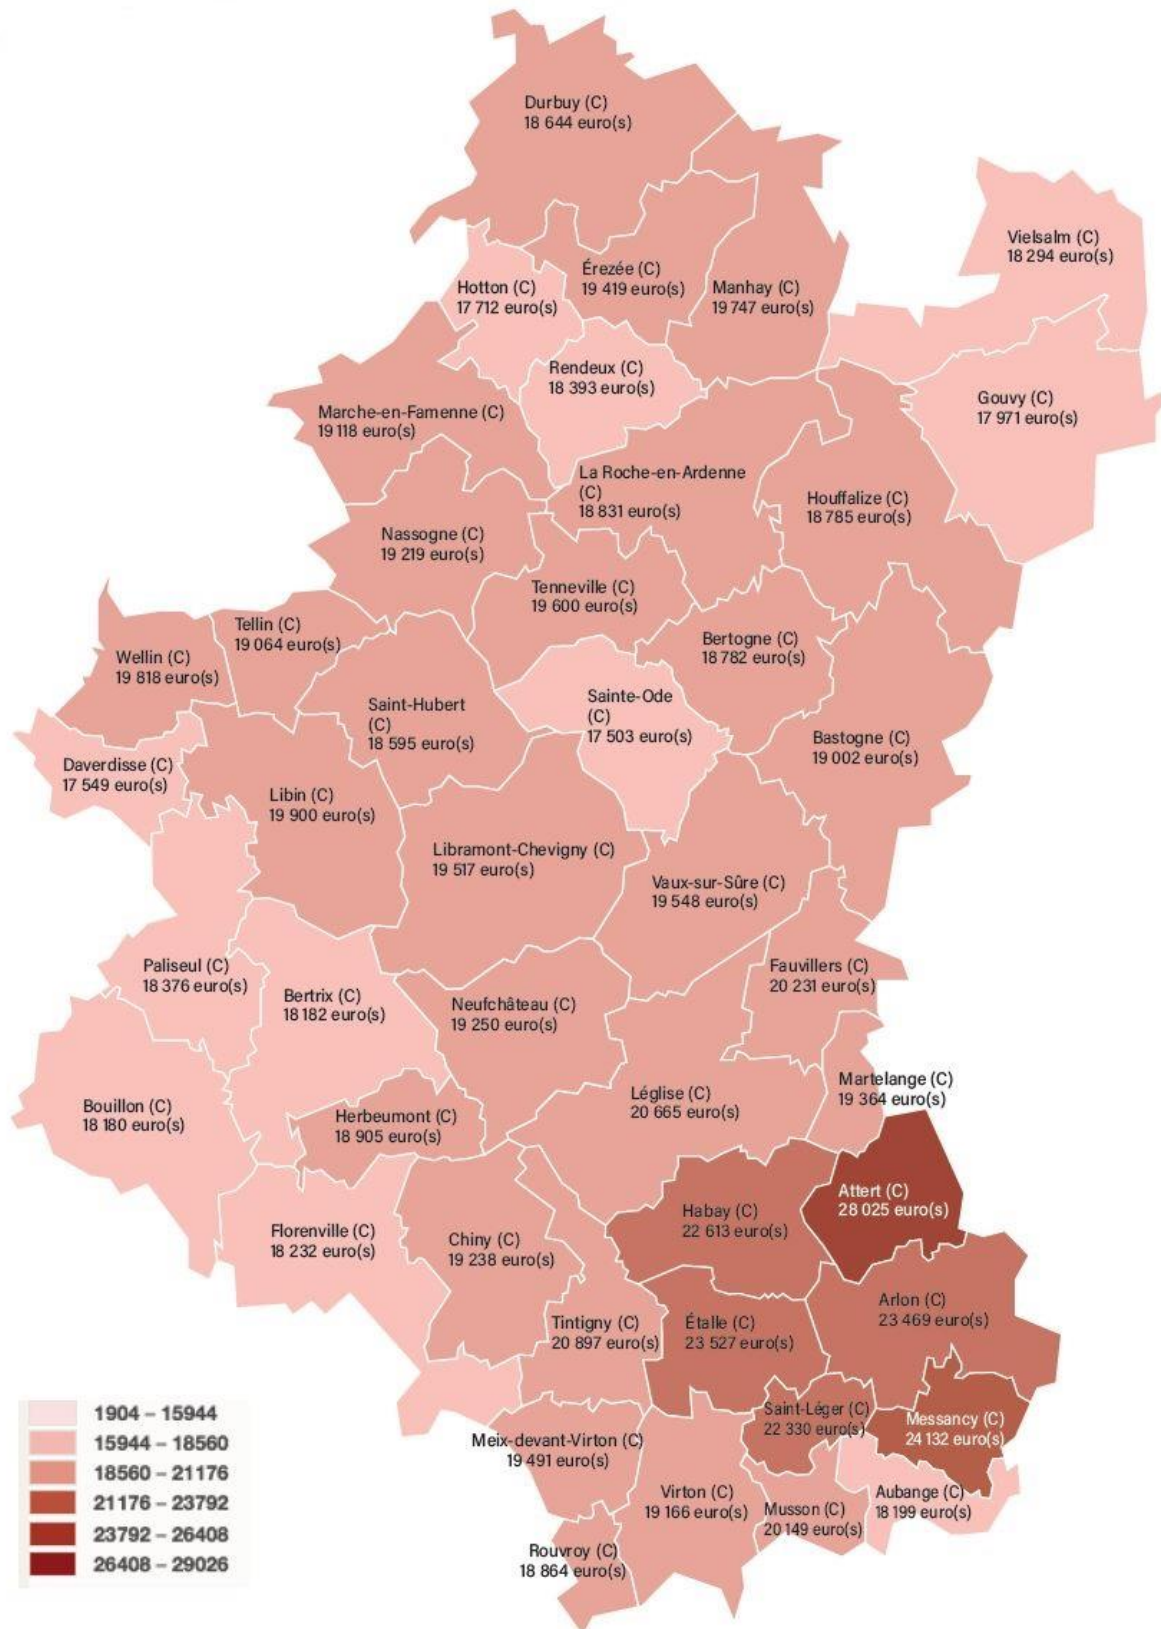 Durbuy (C)
18 644 euro(s)
Vielsalm (C)
18 294 euro(s)
Érezée (C)
19 419 euro(s)
Hotton (C)
17 712 euro(s)
Manhay (C)
19 747 euro(s)
Rendeux (C)
18 393 euro(s)
Gouvy (C)
17 971 euro(s)
Marche-en-Famenne (C)
19 118 euro(s)
La Roche-en-Ardenne
(C)
18 831 euro(s)
Houffalize (C)
18 785 euro(s)
Nassogne (C)
19 219 euro(s)
Tenneville (C)
19 600 euro(s)
Tellin (C)
19 064 euro(s)
Bertogne (C)
18 782 euro(s)
Wellin (C)
19 818 euro(s)
Saint-Hubert
(C)
18 595 euro(s)
Sainte-Ode
(C)
17 503 euro(s)
Bastogne (C)
19 002 euro(s)
Daverdisse (C)
17 549 euro(s)
Libin (C)
19 900 euro(s)
Libramont-Chevigny (C)
19 517 euro(s)
Vaux-sur-Sûre (C)
19 548 euro(s)
Paliseul (C)
18 376 euro(s)
Fauvillers (C)
20 231 euro(s)
Bertrix (C)
18 182 euro(s)
Neufchâteau (C)
19 250 euro(s)
Martelange (C)
19 364 euro(s)
Léglise (C)
20 665 euro(s)
Bouillon (C)
18 180 euro(s)
Herbeumont (C)
18 905 euro(s)
Attert (C)
28 025 euro(s)
Habay (C)
22 613 euro(s)
Florenville (C)
18 232 euro(s)
Chiny (C)
19 238 euro(s)
Arlon (C)
23 469 euro(s)
Tintigny (C)
20 897 euro(s)
Étalle (C)
23 527 euro(s)
Saint-Léger (C)
22 330 euro(s)
Messancy (C)
24 132 euro(s)
Meix-devant-Virton (C)
19 491 euro(s)
Virton (C)
19 166 euro(s)
Musson (C)
20 149 euro(s)
Aubange (C)
18 199 euro(s)
Rouvroy (C)
18 864 euro(s)
1904 – 15944
15944 – 18560
18560 – 21176
21176 – 23792
23792 – 26408
26408 – 29026